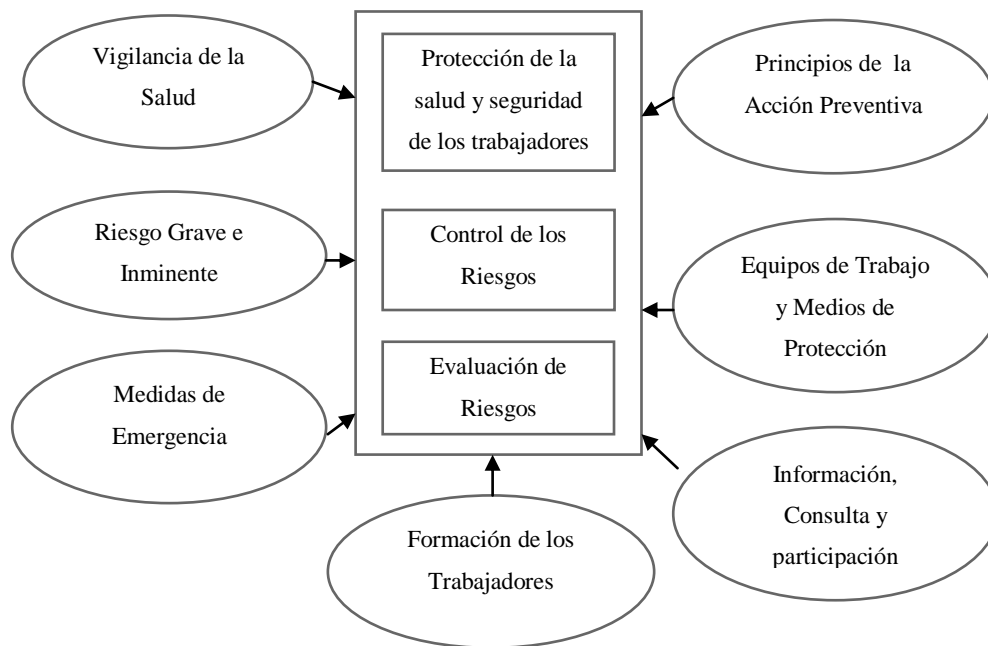 Vigilancia de la
Salud
Protección de la
salud y seguridad
de los trabajadores
Principios de la
Acción Preventiva
Riesgo Grave e
Inminente
Control de los
Riesgos
Equipos de Trabajo
y Medios de
Protección
Medidas de
Emergencia
Evaluación de
Riesgos
Información,
Consulta y
participación
Formación de los
Trabajadores